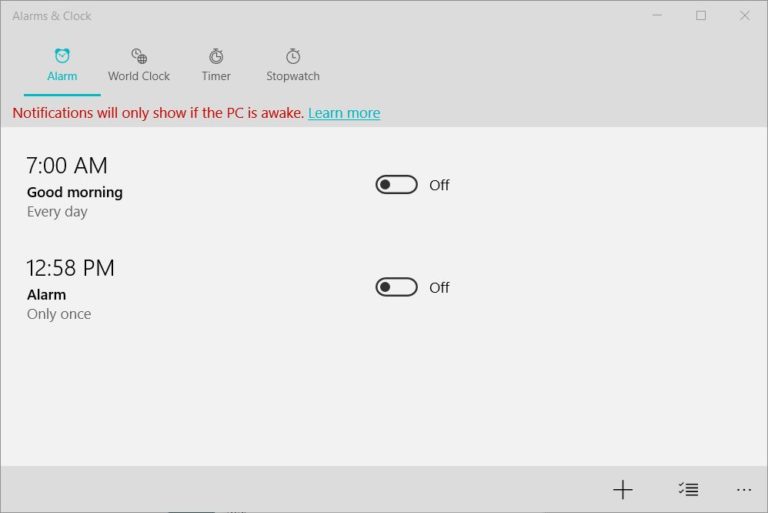 Alarms & Clock
Alarm World Clock Timer Stopwatch
Notifications will only show if the PC is awake. Learn more
7:00 AM
Good morning
Off
Every day
12:58 PM
Alarm
Off
Only once